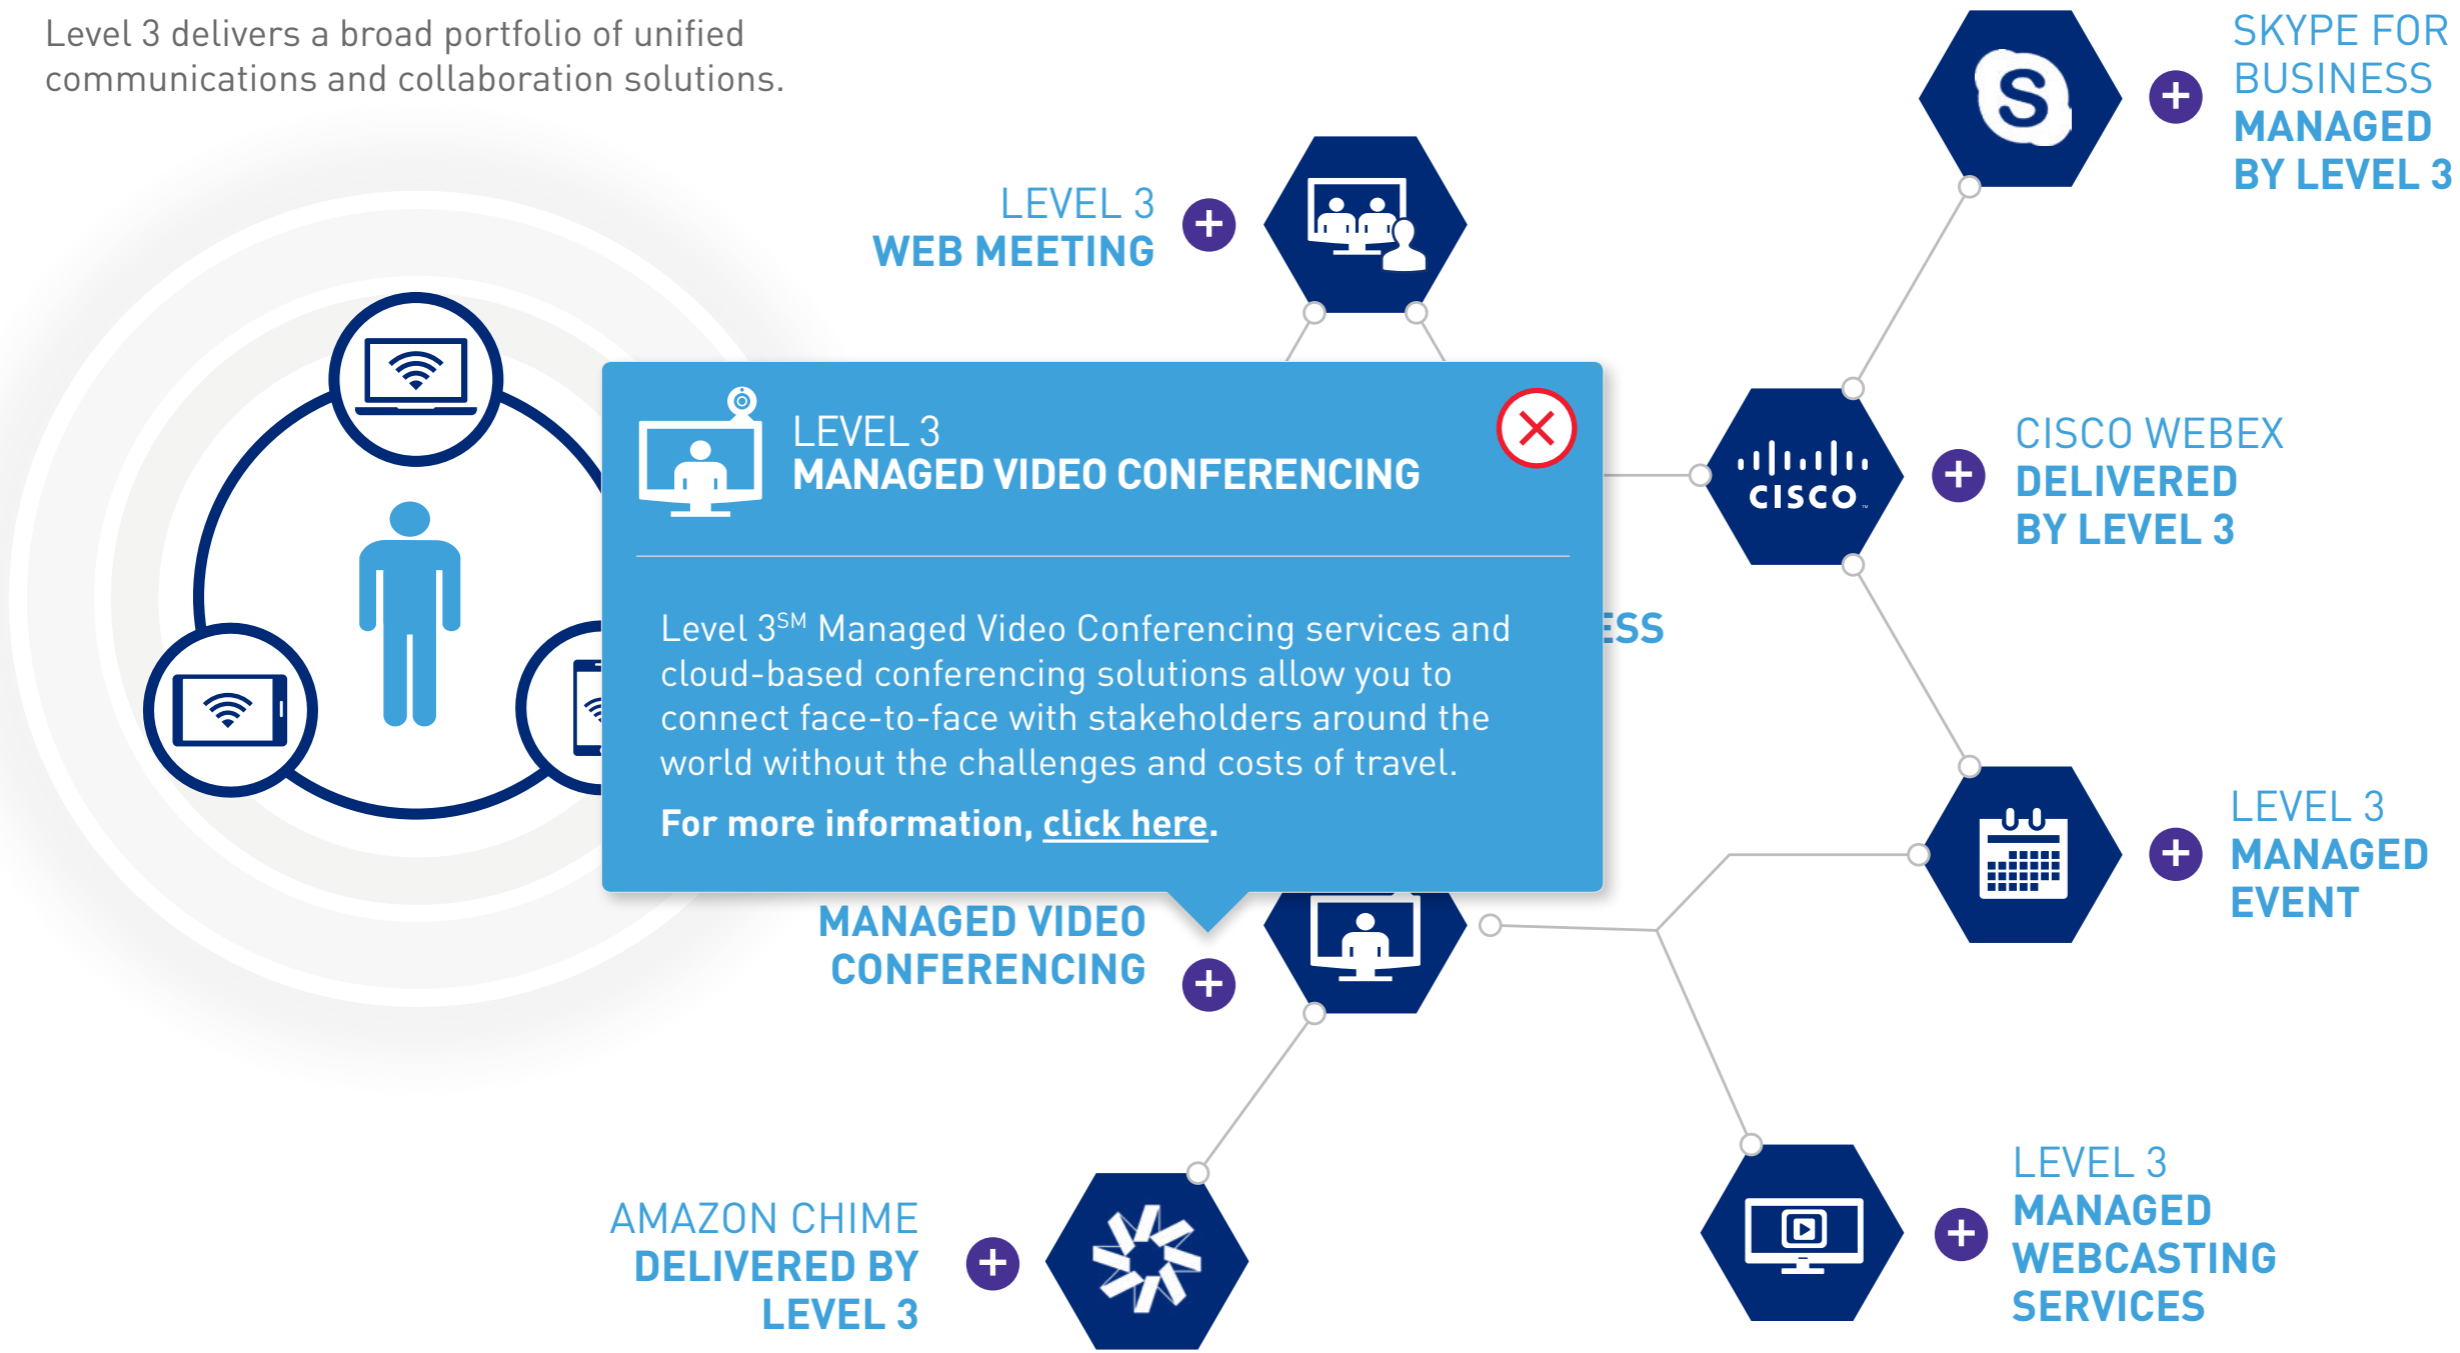 Level 3 delivers a broad portfolio of unified
communications and collaboration solutions.
SKYPE FOR
BUSINESS
MANAGED
BY LEVEL 3
LEVEL 3
WEB MEETING
LEVEL 3
MANAGED VIDEO CONFERENCING
Level 3SM Managed Video Conferencing services and
cloud-based conferencing solutions allow you to
connect face-to-face with stakeholders around the
world without the challenges and costs of travel.
For more information, click here.
CISCO™
CISCO WEBEX
DELIVERED
BY LEVEL 3
LEVEL 3
MANAGED
EVENT
MANAGED VIDEO
CONFERENCING
AMAZON CHIME
DELIVERED BY
LEVEL 3
LEVEL 3
MANAGED
WEBCASTING
SERVICES